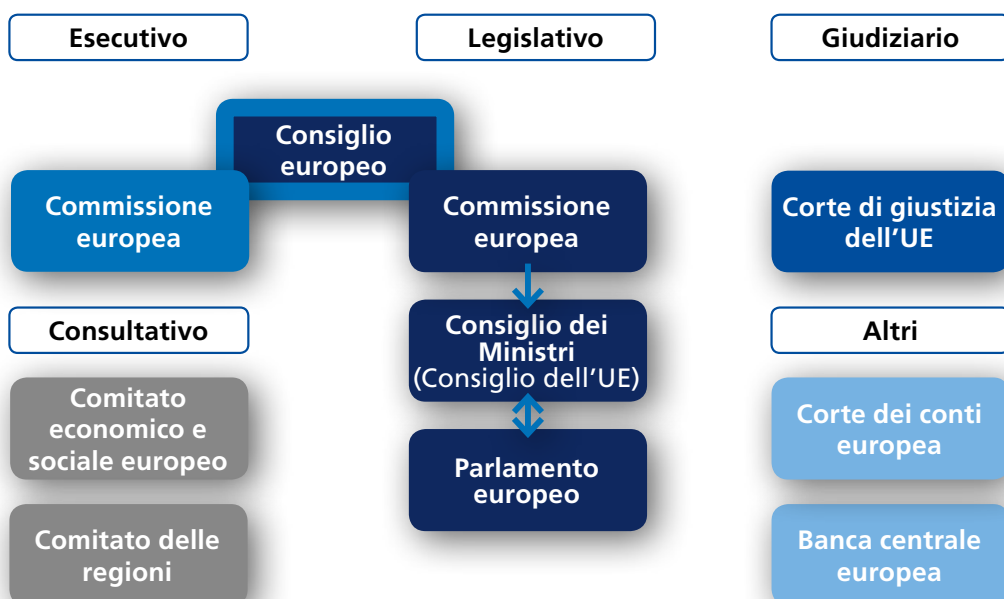 Esecutivo
Legislativo
Giudiziario
Consiglio
europeo
Commissione
europea
Commissione
europea
Corte di giustizia
dell’UE
Consultativo
Consiglio dei
Ministri
(Consiglio dell’UE)
Altri
Comitato
economico e
sociale europeo
Corte dei conti
europea
Parlamento
europeo
Comitato delle
regioni
Banca centrale
europea